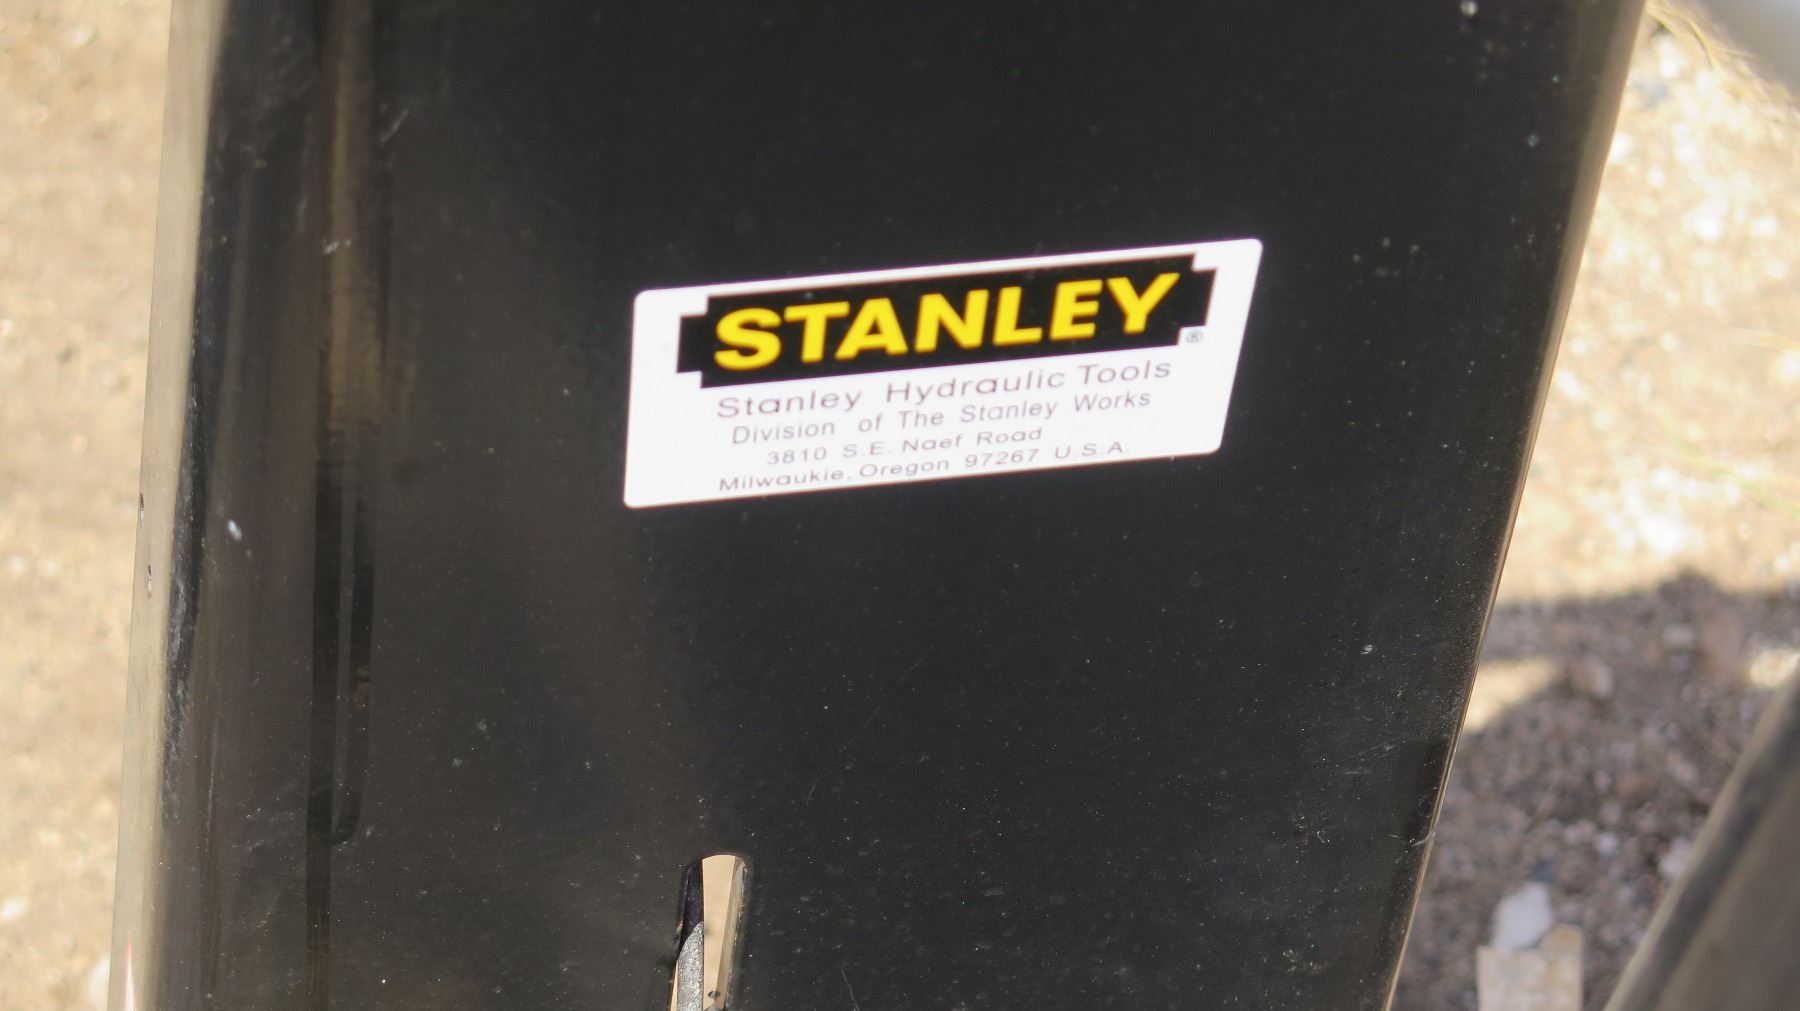 STANLEY®
Stanley Hydraulic Tools
Division of The Stanley Works
3810 S.E. Naef Road
Milwaukie, Oregon 97267 U.S.A.